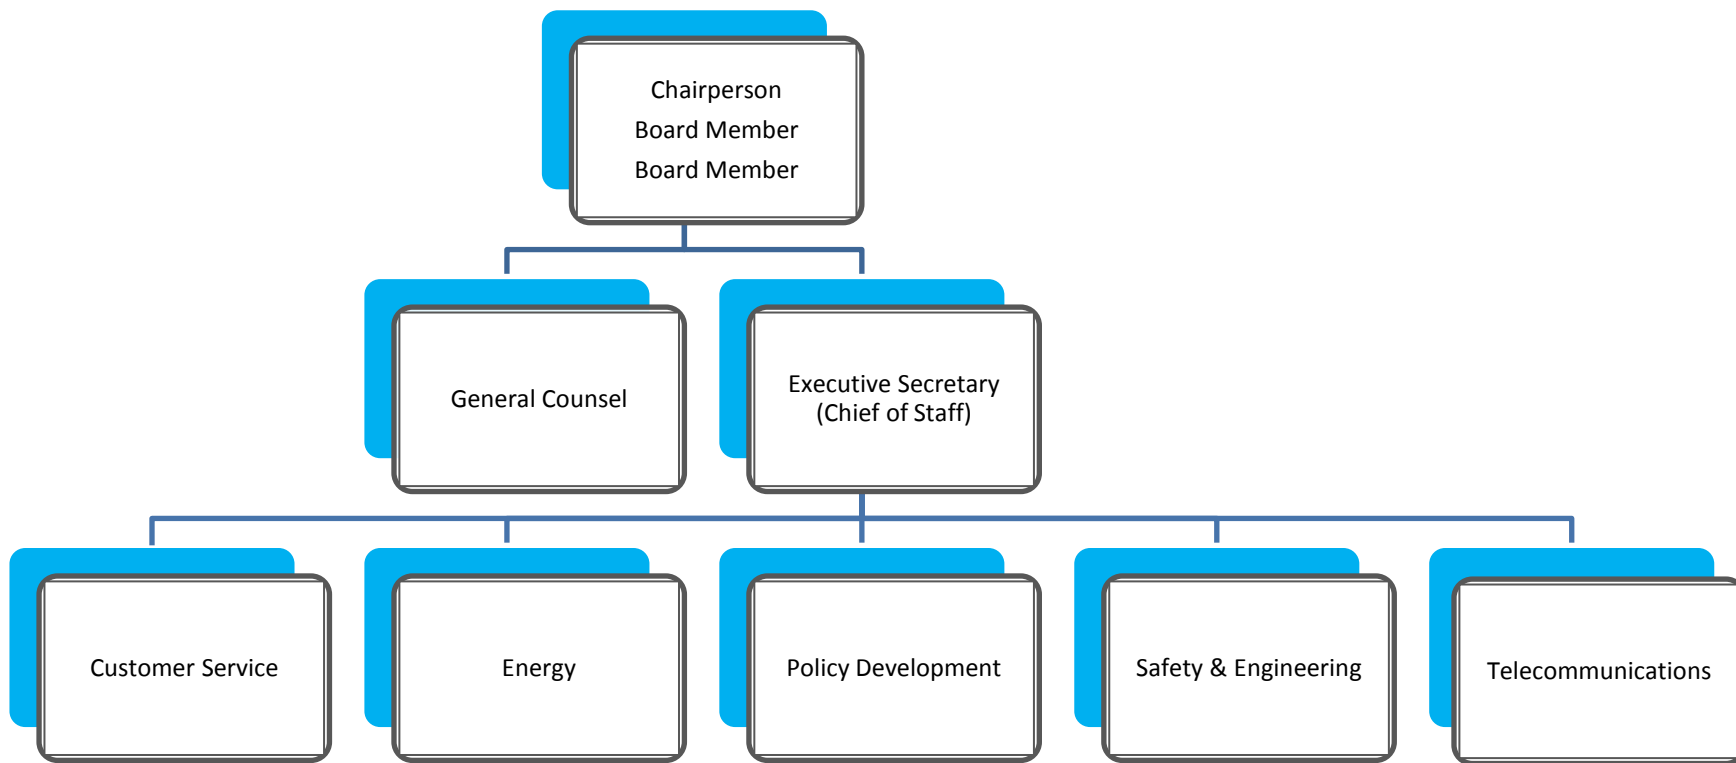 Chairperson
Board Member
Board Member
General Counsel
Executive Secretary
(Chief of Staff)
Customer Service
Energy
Policy Development
Safety & Engineering
Telecommunications